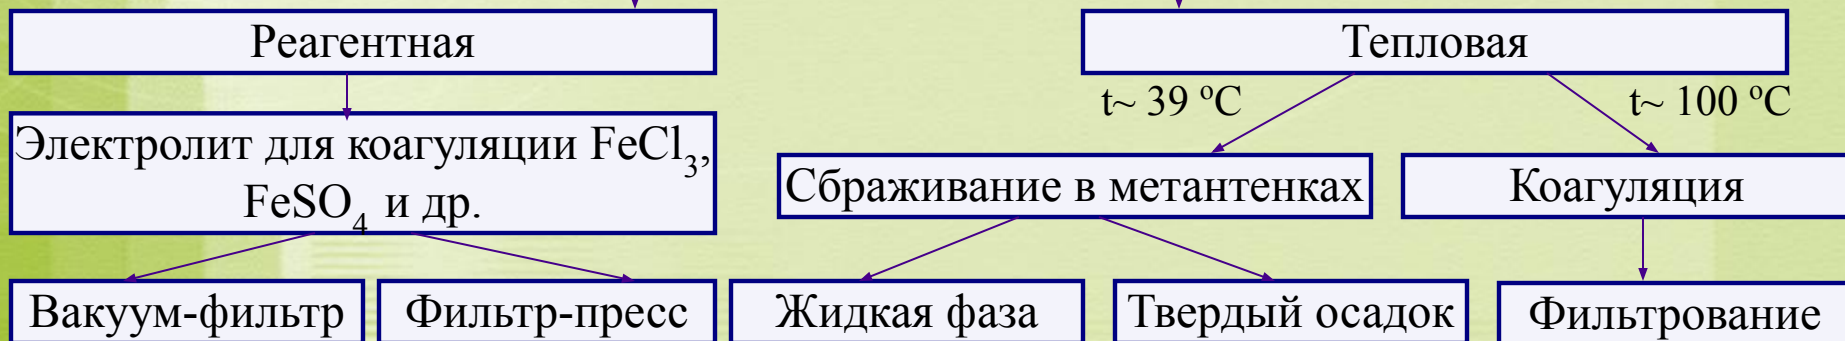 Реагентная
Тепловая
t~ 39 ºC
t~ 100 ºC
Электролит для коагуляции FeCl₃,
FeSO₄ и др.
Сбраживание в метантенках
Коагуляция
Вакуум-фильтр
Фильтр-пресс
Жидкая фаза
Твердый осадок
Фильтрование